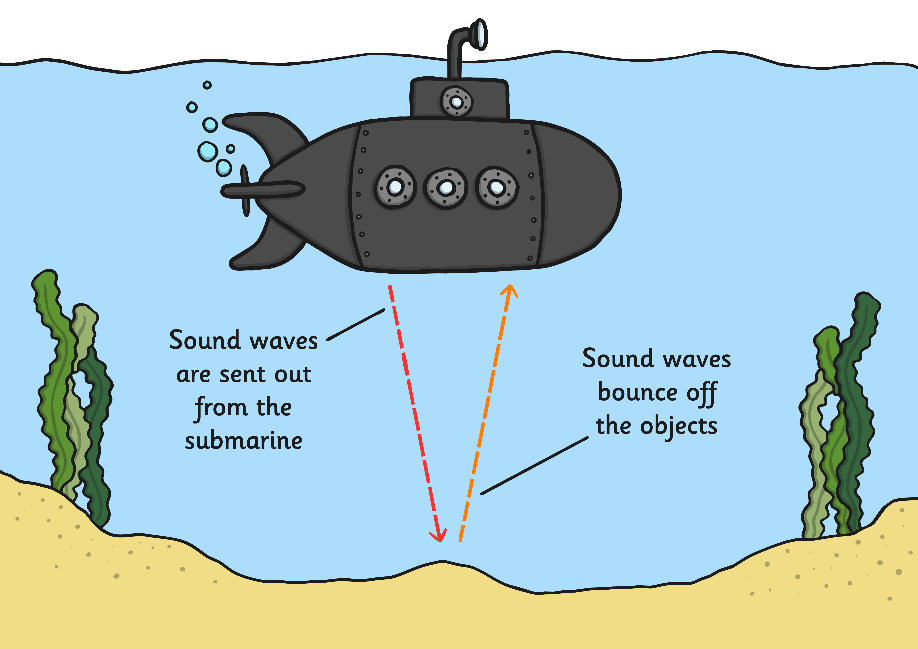 Sound waves
are sent out
from the
submarine
Sound waves
bounce off
the objects